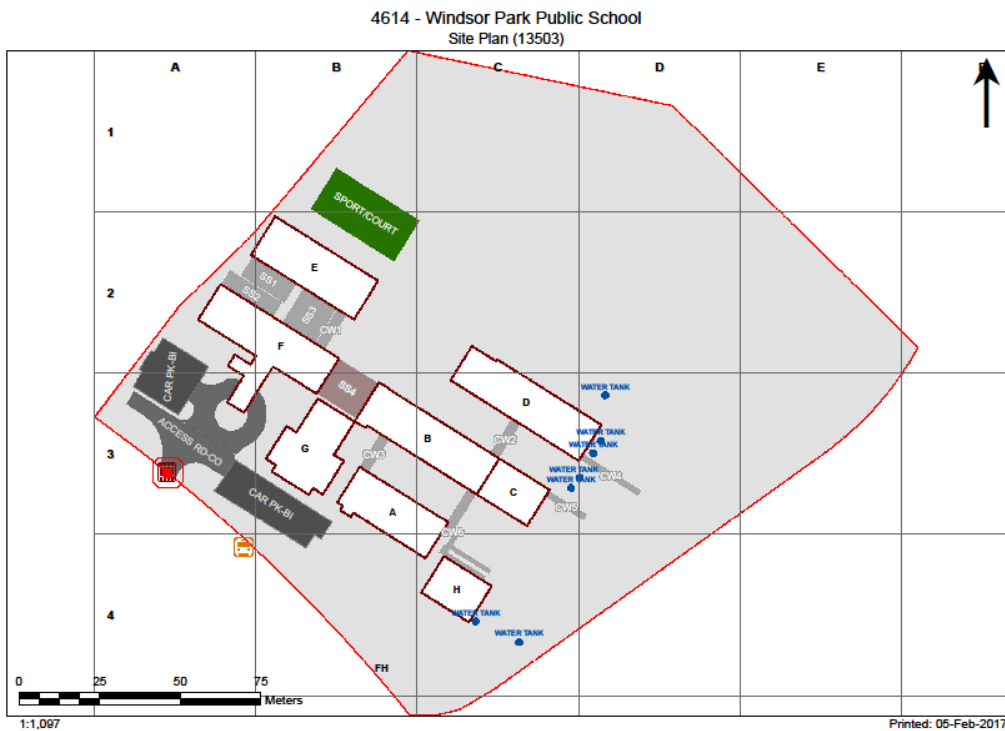 4614 - Windsor Park Public School
Site Plan (13503)
A
B
C
D
E
1
SPORT/COURT
E
SS1
SS2
2
SS3
CW1
F
CAR PK-BI
SS4
WATER TANK
D
ACCESS RD-CO
WATER TANK
B
CW2
WATER TANK
G
3
CW3
WATER TANK
CW4
WATER TANK
C
CAR PK-BI
CW5
A
H
WATER TANK
4
WATER TANK
FH
0 25 50 75
Meters
1:1,097
Printed: 05-Feb-2017